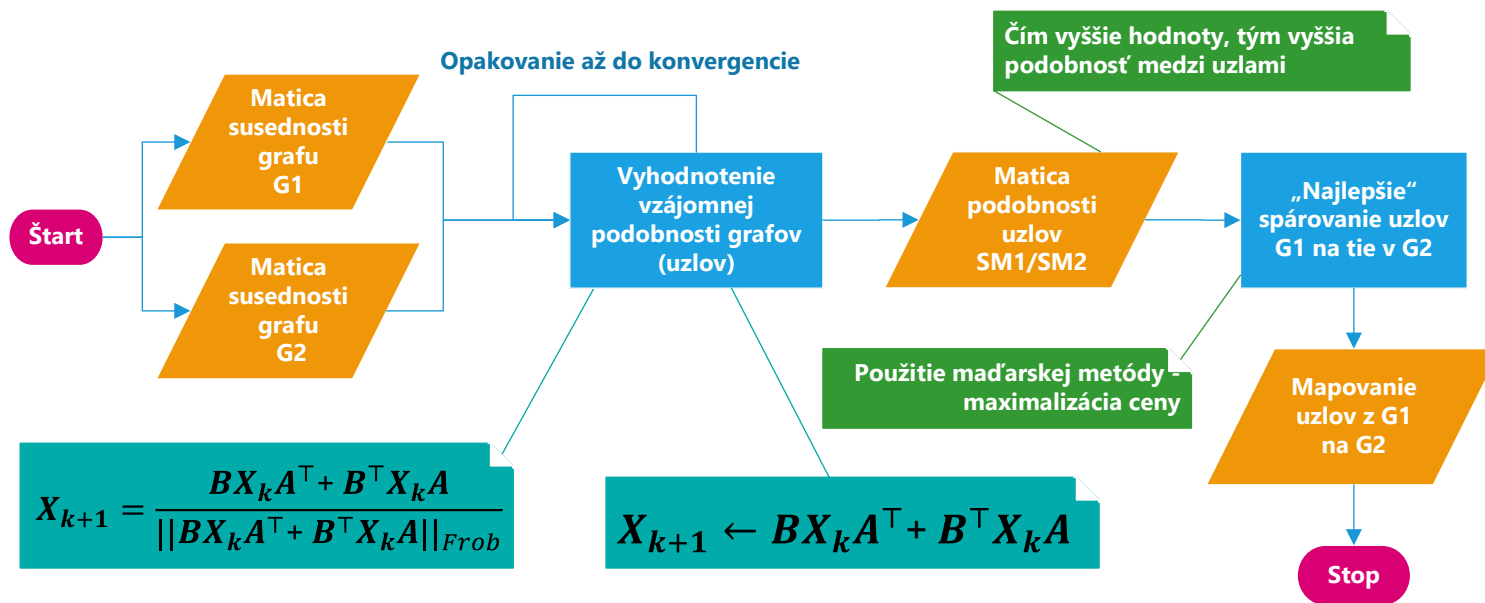 Čím vyššie hodnoty, tým vyššia
podobnosť medzi uzlami
Opakovanie až do konvergencie
Matica
susednosti
grafu
G1
Štart
Matica
susednosti
grafu
G2
Vyhodnotenie
vzájomnej
podobnosti grafov
(uzlov)
Matica
podobnosti
uzlov
SM1/SM2
„Najlepšie“
spárovanie uzlov
G1 na tie v G2
Použitie maďarskej metódy -
maximalizácia ceny
Mapovanie
uzlov z G1
na G2
X_{k+1} = \frac{BX_kA^⊤ + B^⊤X_kA}{||BX_kA^⊤ + B^⊤X_kA||_{Frob}}
X_{k+1} ← BX_kA^⊤ + B^⊤X_kA
Stop